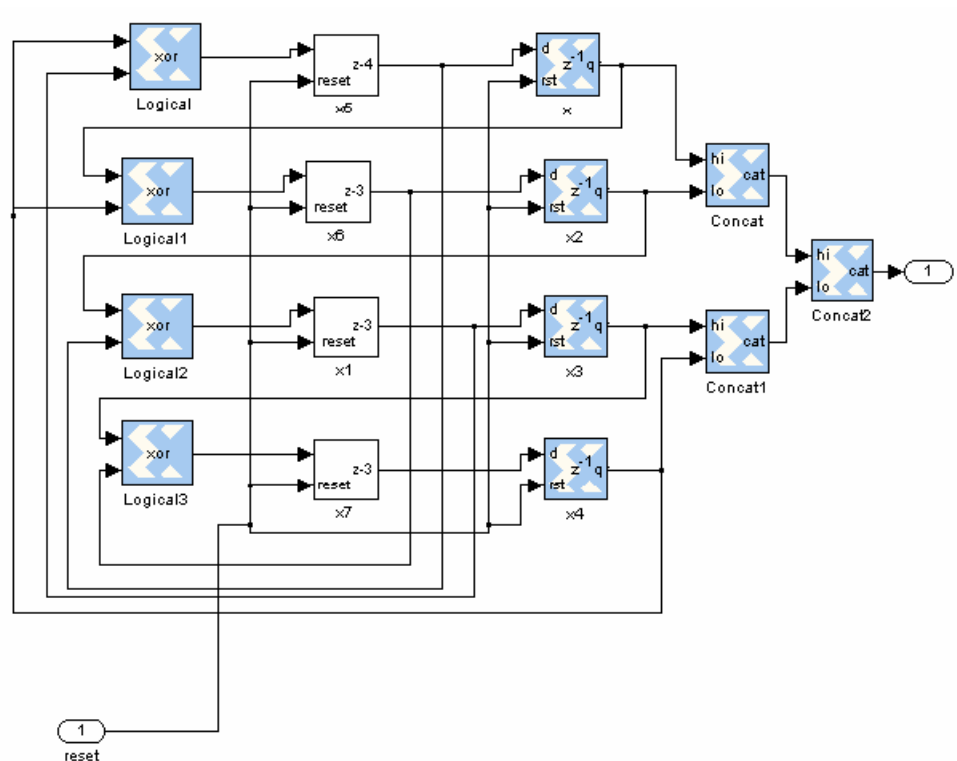 xor
Logical
z-4
reset
x5
d
z-1 q
rst
x
xor
Logical1
z-3
reset
x6
d
z-1 q
rst
x2
hi
cat
lo
Concat
hi
cat
lo
Concat2
1
xor
Logical2
z-3
reset
x1
d
z-1 q
rst
x3
hi
cat
lo
Concat1
xor
Logical3
z-3
reset
x7
d
z-1 q
rst
x4
1
reset